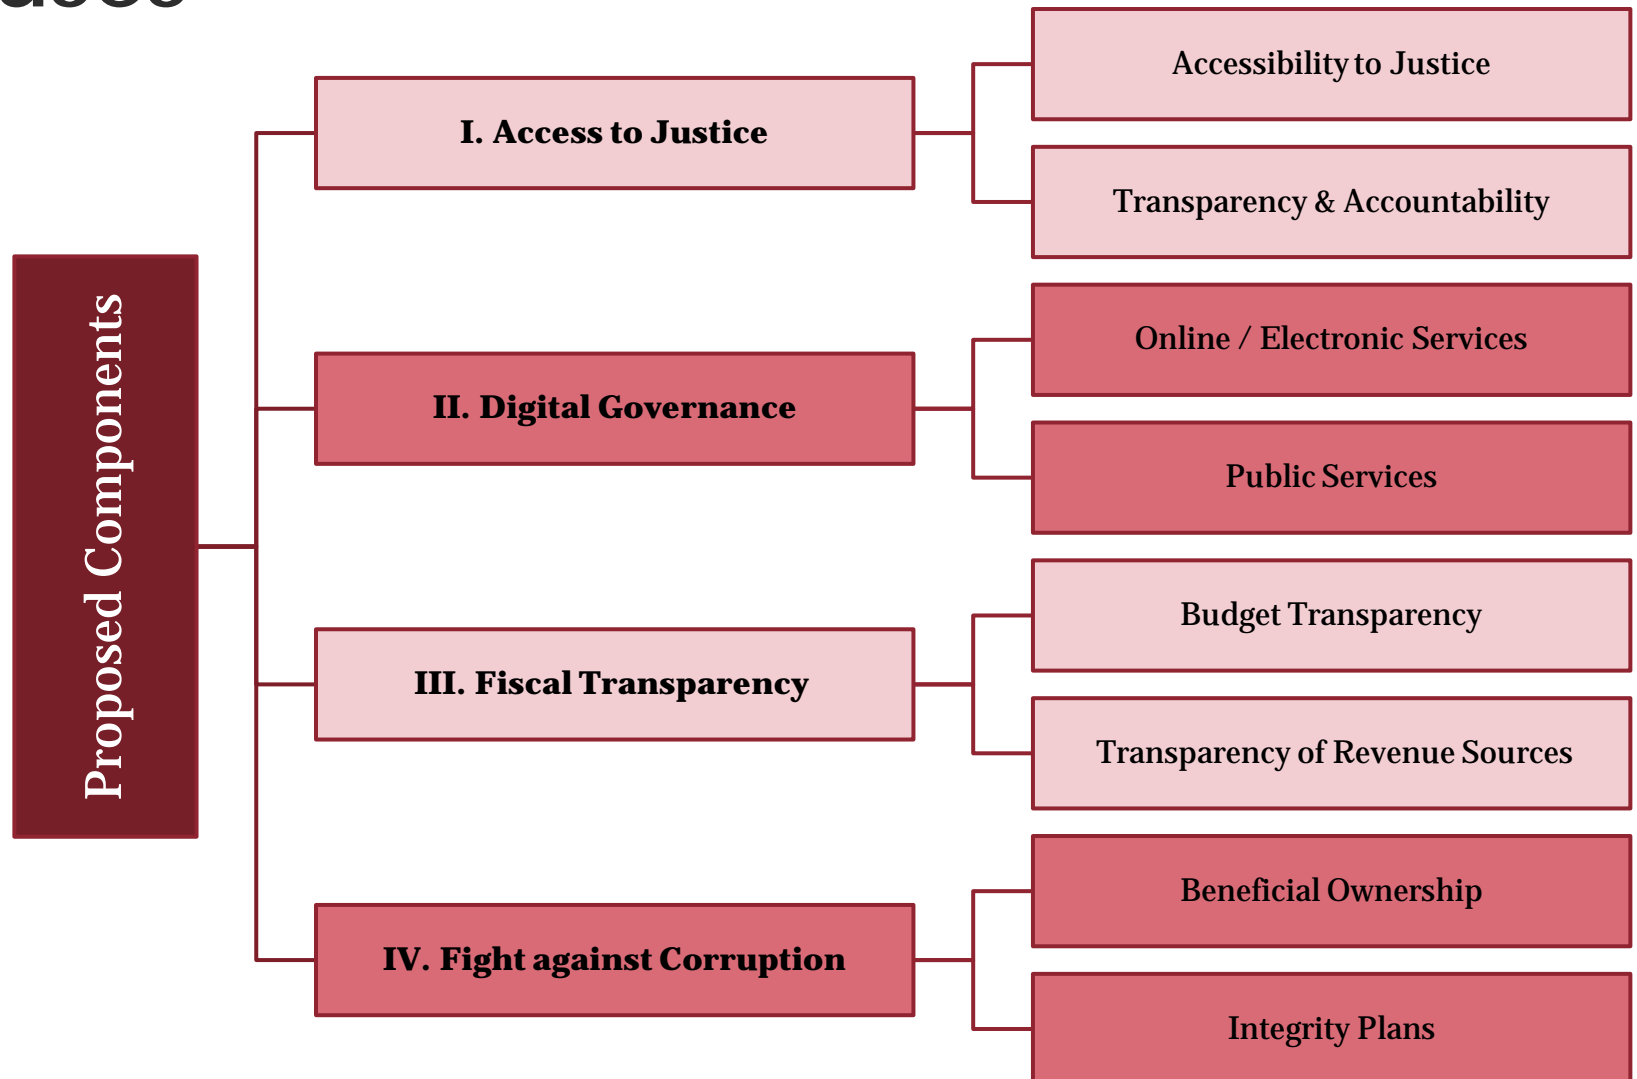 Proposed Components
I. Access to Justice
Accessibility to Justice
Transparency & Accountability
II. Digital Governance
Online / Electronic Services
Public Services
III. Fiscal Transparency
Budget Transparency
Transparency of Revenue Sources
IV. Fight against Corruption
Beneficial Ownership
Integrity Plans